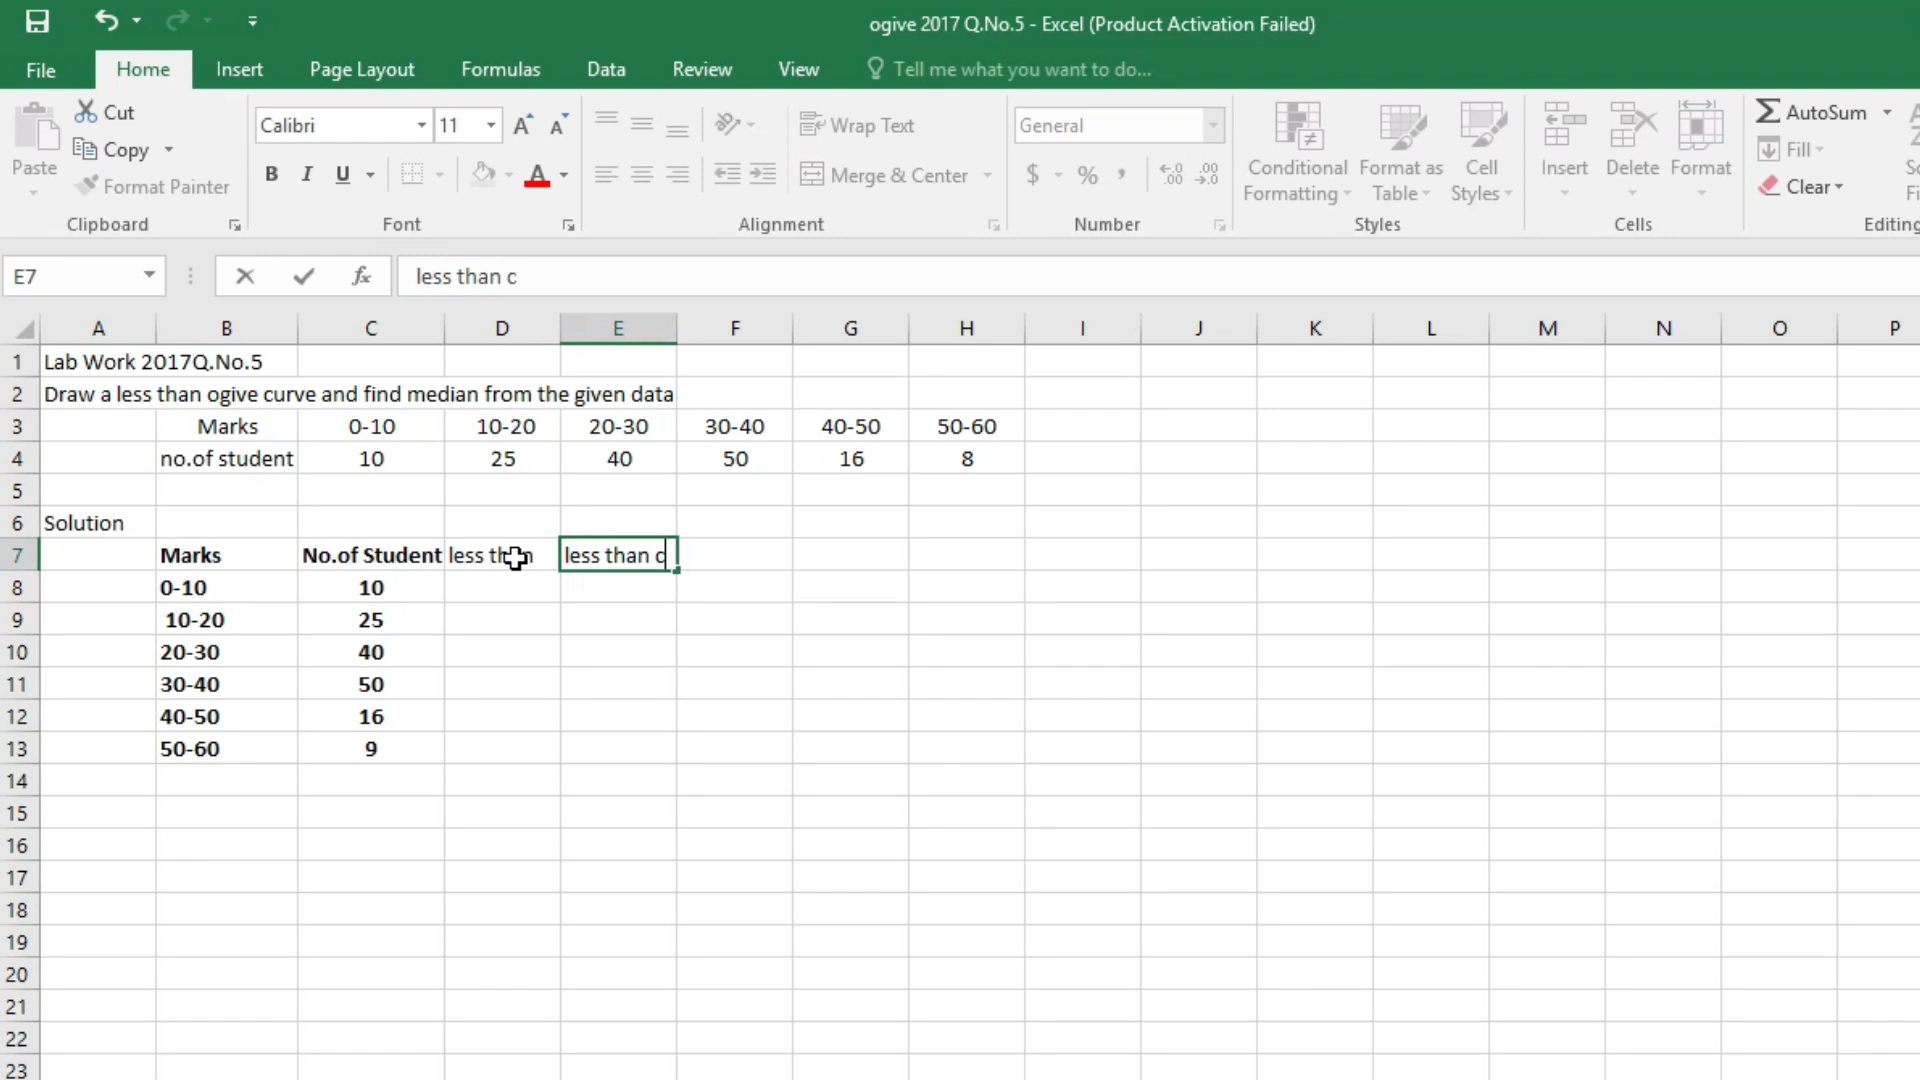 ogive 2017 Q.No.5 - Excel (Product Activation Failed)
File Home Insert Page Layout Formulas Data Review View Tell me what you want to do...
Paste Cut Copy Format Painter Clipboard
Calibri 11 A A B I U A Font
Wrap Text Merge & Center Alignment
General $ % , ←.0 .00 .00 →.0 Number
Conditional Formatting Format as Table Cell Styles Styles
Insert Delete Format Cells
AutoSum Fill Clear Editing
E7 fx less than c
A B C D E F G H I J K L M N O P
1 Lab Work 2017Q.No.5
2 Draw a less than ogive curve and find median from the given data
3 Marks 0-10 10-20 20-30 30-40 40-50 50-60
4 no.of student 10 25 40 50 16 8
5
6 Solution
7 Marks No.of Student less than less than c
8 0-10 10
9 10-20 25
10 20-30 40
11 30-40 50
12 40-50 16
13 50-60 9
14
15
16
17
18
19
20
21
22
23